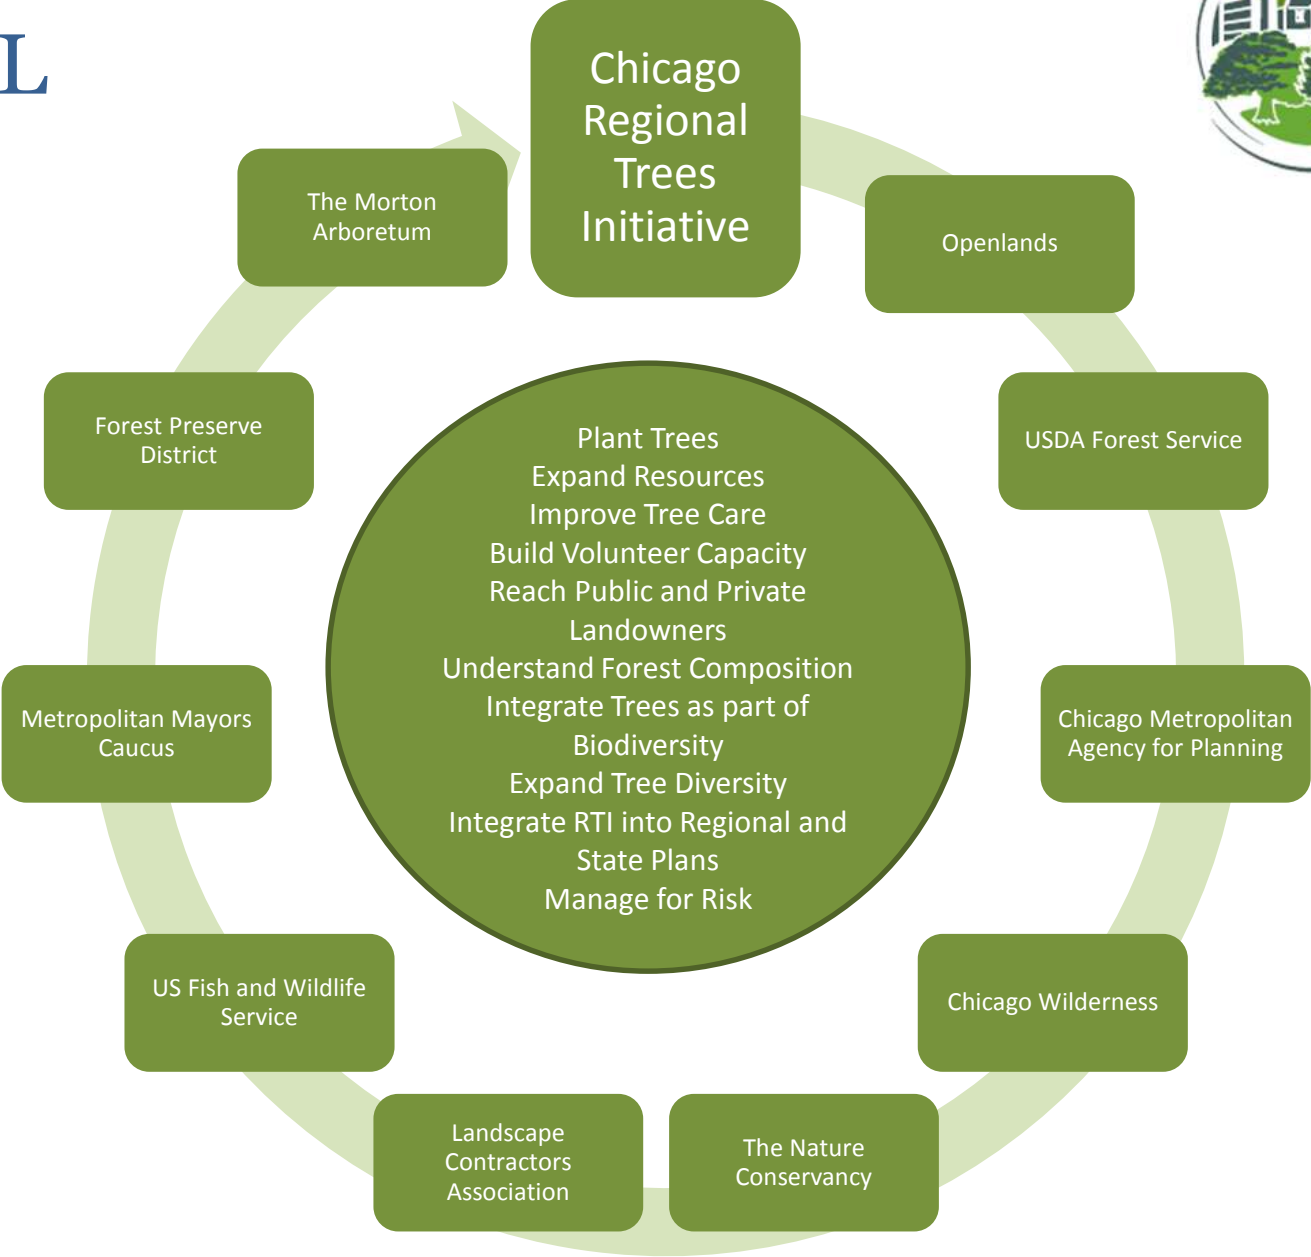 L
Chicago
Regional
Trees
Initiative
Openlands
USDA Forest Service
Chicago Metropolitan
Agency for Planning
Chicago Wilderness
The Nature
Conservancy
Landscape
Contractors
Association
US Fish and Wildlife
Service
Metropolitan Mayors
Caucus
Forest Preserve
District
The Morton
Arboretum
Plant Trees
Expand Resources
Improve Tree Care
Build Volunteer Capacity
Reach Public and Private
Landowners
Understand Forest Composition
Integrate Trees as part of
Biodiversity
Expand Tree Diversity
Integrate RTI into Regional and
State Plans
Manage for Risk